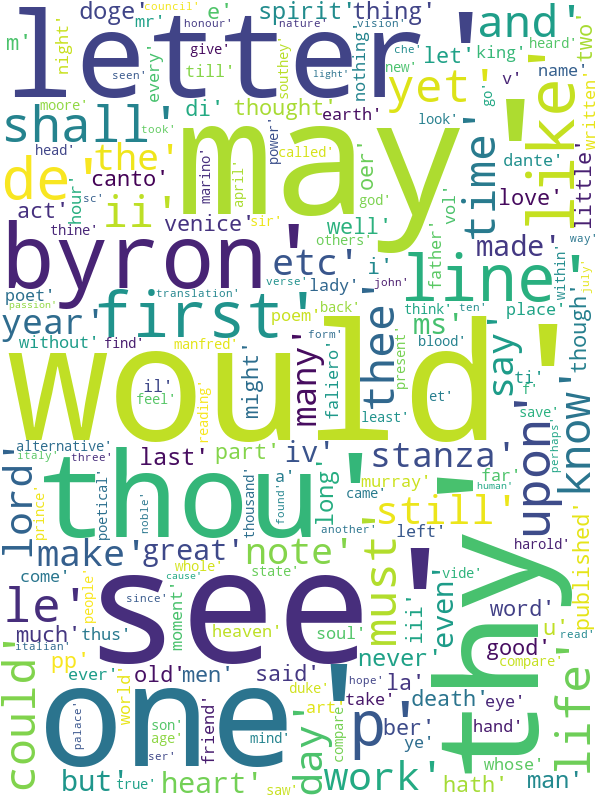 doge'
mr'
council'
honour'
e'
spirit'
nature'
vision'
thing'
and'
two'
m'
night'
letter'
every'
seen'
give'
till'
southey'
light'
nothing'
che'
let'
new'
king'
heard'
v'
name'
go'
written'
moore'
took'
di'
thought'
yet'
like'
shall'
may'
earth'
look'
head'
sc'
hour'
the'
called'
power'
oer'
time'
dante'
de'
ii'
canto'
marino'
april'
god'
love'
little'
act'
thine'
venice'
sir'
well'
others'
vol'
father'
made'
way'
byron'
etc'
i'
lady'
john'
line'
within'
july'
poet'
translation'
verse'
ten'
passion'
year'
first'
poem'
back'
think'
place'
though'
without'
find'
manfred'
form'
thee'
ms'
say'
il'
feel'
might'
many'
faliero'
present'
blood'
ti'
f'
would'
reading'
least'
et'
save'
perhaps'
know'
upon'
alternative'
italy'
three'
last'
part'
iv'
stanza'
lord'
thou'
a'
long'
far'
human'
prince'
poetical'
noble'
thousand'
found'
came'
murray'
still'
another'
left'
harold'
published'
make'
great'
note'
must'
iii'
even'
vide'
come'
whole'
state'
cause'
see'
word'
u'
read'
le'
people'
since'
moment'
heaven'
soul'
much'
thus'
never'
good'
compare'
italian'
pp'
ever'
world'
old'
men'
said'
duke'
hope'
take'
la'
death'
eye'
could'
one'
palace'
son'
age'
ser'
friend'
mind'
art'
day'
compare'
p'
ber'
ye'
hand'
thy'
life'
whose'
but'
true'
heart'
saw'
work'
hath'
man'